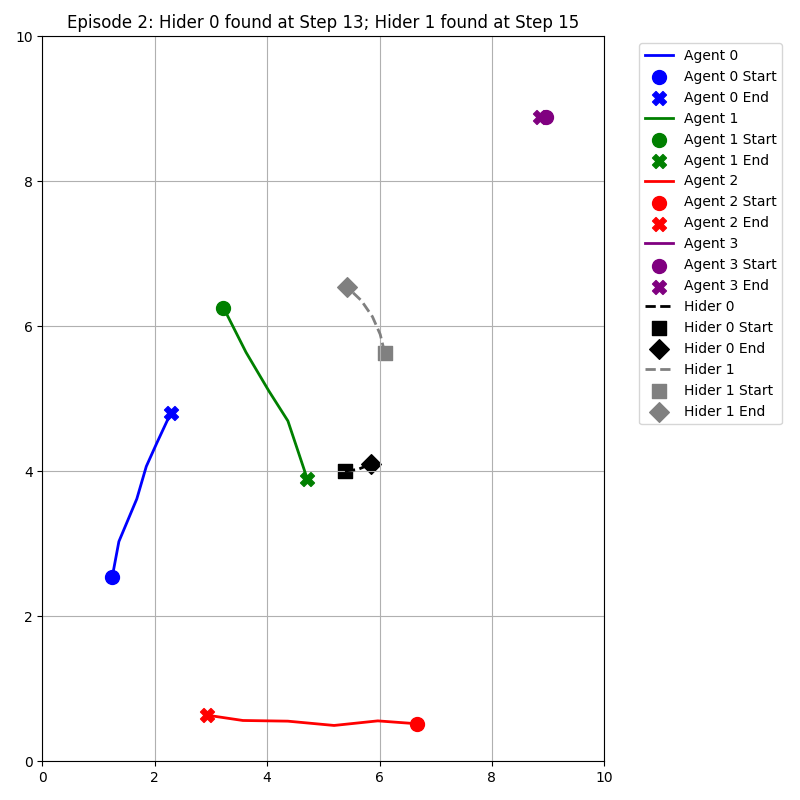 Episode 2: Hider 0 found at Step 13; Hider 1 found at Step 15
10
8
6
4
2
0
0 2 4 6 8 10
Agent 0
Agent 0 Start
Agent 0 End
Agent 1
Agent 1 Start
Agent 1 End
Agent 2
Agent 2 Start
Agent 2 End
Agent 3
Agent 3 Start
Agent 3 End
Hider 0
Hider 0 Start
Hider 0 End
Hider 1
Hider 1 Start
Hider 1 End